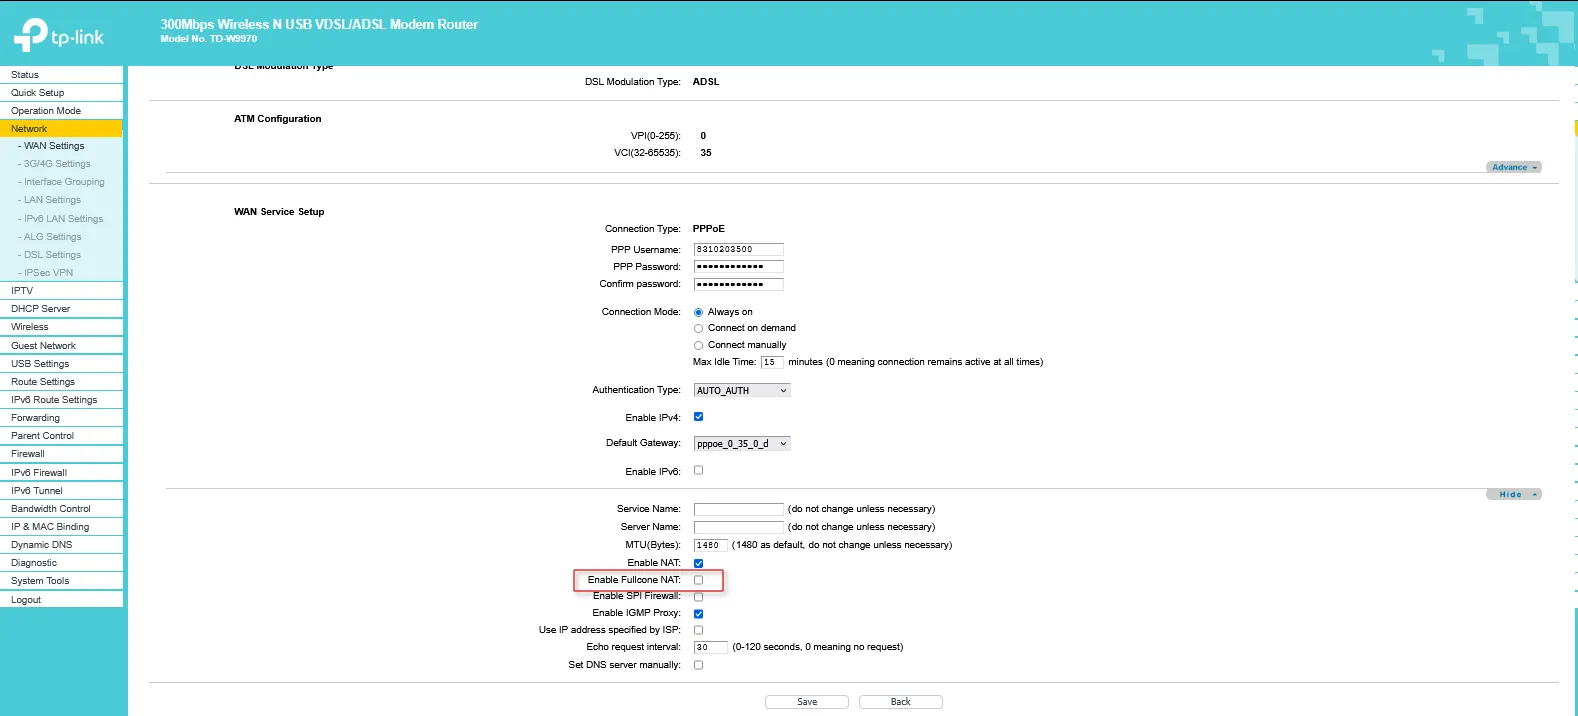 tp-link
300Mbps Wireless N USB VDSL/ADSL Modem Router
Model No. TD-W9970
Status
Quick Setup
Operation Mode
Network
- WAN Settings
- 3G/4G Settings
- Interface Grouping
- LAN Settings
- IPv6 LAN Settings
- ALG Settings
- DSL Settings
- IPSec VPN
IPTV
DHCP Server
Wireless
Guest Network
USB Settings
Route Settings
IPv6 Route Settings
Forwarding
Parent Control
Firewall
IPv6 Firewall
IPv6 Tunnel
Bandwidth Control
IP & MAC Binding
Dynamic DNS
Diagnostic
System Tools
Logout
DSL Modulation Type
DSL Modulation Type: ADSL
ATM Configuration
VPI(0-255): 0
VCI(32-65535): 35
Advance
WAN Service Setup
Connection Type: PPPoE
PPP Username: 8310203500
PPP Password: ••••••••••••
Confirm password: ••••••••••••
Connection Mode: Always on
Connect on demand
Connect manually
Max Idle Time: 15 minutes (0 meaning connection remains active at all times)
Authentication Type: AUTO_AUTH
Enable IPv4:
Default Gateway: pppoe_0_35_0_d
Enable IPv6:
Hide
Service Name: (do not change unless necessary)
Server Name: (do not change unless necessary)
MTU(Bytes): 1480 (1480 as default, do not change unless necessary)
Enable NAT:
Enable Fullcone NAT:
Enable SPI Firewall:
Enable IGMP Proxy:
Use IP address specified by ISP:
Echo request interval: 30 (0-120 seconds, 0 meaning no request)
Set DNS server manually:
Save Back